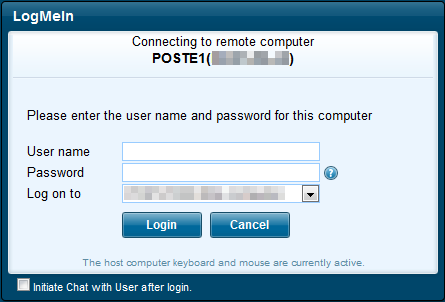 LogMeIn
Connecting to remote computer
POSTE1( )
Please enter the user name and password for this computer
User name
Password
?
Log on to
Login Cancel
The host computer keyboard and mouse are currently active.
Initiate Chat with User after login.